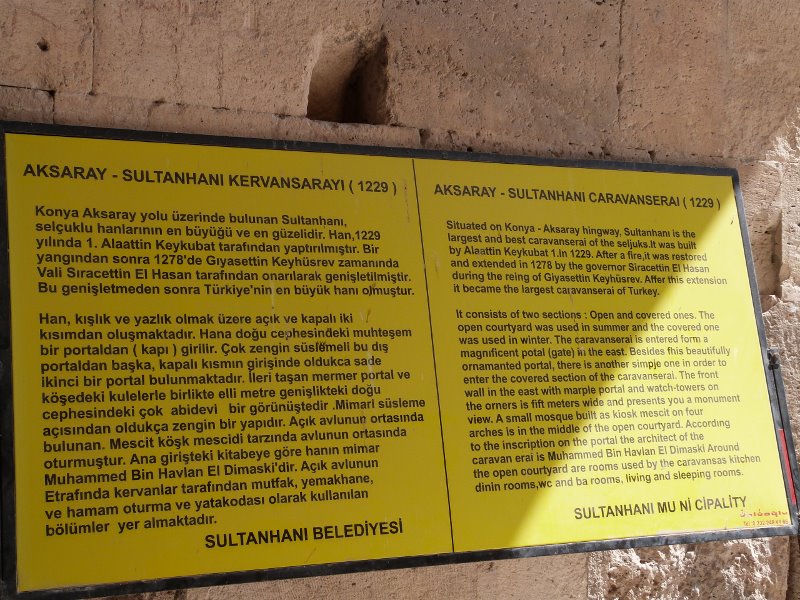 AKSARAY - SULTANHANI KERVANSARAYI ( 1229 )
Konya Aksaray yolu üzerinde bulunan Sultanhanı,
selçuklu hanlarının en büyüğü ve en güzelidir. Han,1229
yılında 1. Alaattin Keykubat tarafından yaptırılmıştır. Bir
yangından sonra 1278'de Gıyasettin Keyhüsrev zamanında
Vali Sıracettin El Hasan tarafından onarılarak genişletilmiştir.
Bu genişletmeden sonra Türkiye'nin en büyük hanı olmuştur.
Han, kışlık ve yazlık olmak üzere açık ve kapalı iki
kısımdan oluşmaktadır. Hana doğu cephesindeki muhteşem
bir portaldan ( kapı ) girilir. Çok zengin süslemeli bu dış
portaldan başka, kapalı kısmın girişinde oldukca sade
ikinci bir portal bulunmaktadır. İleri taşan mermer portal ve
köşedeki kulelerle birlikte elli metre genişlikteki doğu
cephesindeki çok abidevi bir görünüştedir .Mimari süsleme
açısından oldukça zengin bir yapıdır. Açık avlunun ortasında
bulunan. Mescit köşk mescidi tarzında avlunun ortasında
oturmuştur. Ana girişteki kitabeye göre hanın mimar
Muhammed Bin Havlan El Dimaski'dir. Açık avlunun
Etrafında kervanlar tarafından mutfak, yemakhane,
ve hamam oturma ve yatakodası olarak kullanılan
bölümler yer almaktadır.
SULTANHANI BELEDİYESİ
AKSARAY - SULTANHANI CARAVANSERAI ( 1229 )
Situated on Konya - Aksaray hingway, Sultanhanı is the
largest and best caravanserai of the seljuks.It was built
by Alaattin Keykubat 1.In 1229. After a fire,it was restored
and extended in 1278 by the governor Siracettin El Hasan
during the reing of Giyasettin Keyhüsrev. Affer this extension
it became the largest caravanserai of Turkey.
It consists of two sections : Open and covered ones. The
open courtyard was used in summer and the covered one
was used in winter. The caravanserai is entered form a
magnificent potal (gate) in the east. Besides fhis beautifully
ornamanted portal, there is another simpje one in order to
enter the covered section of the caravanserai. The front
wall in the east with marple portal and watch-towers on
the orners is fift meters wide and presents you a monument
view. A small mosque built as kiosk mescit on four
arches is in the middle of the open courtyard. According
to the inscription on the portal the architect of the
caravan erai is Muhammed Bin Havlan El Dimaski Around
the open courtyard are rooms used by the caravansas kitchen
dinin rooms,wc and ba rooms, living and sleeping rooms.
SULTANHANI MU Nİ CİPALİTY